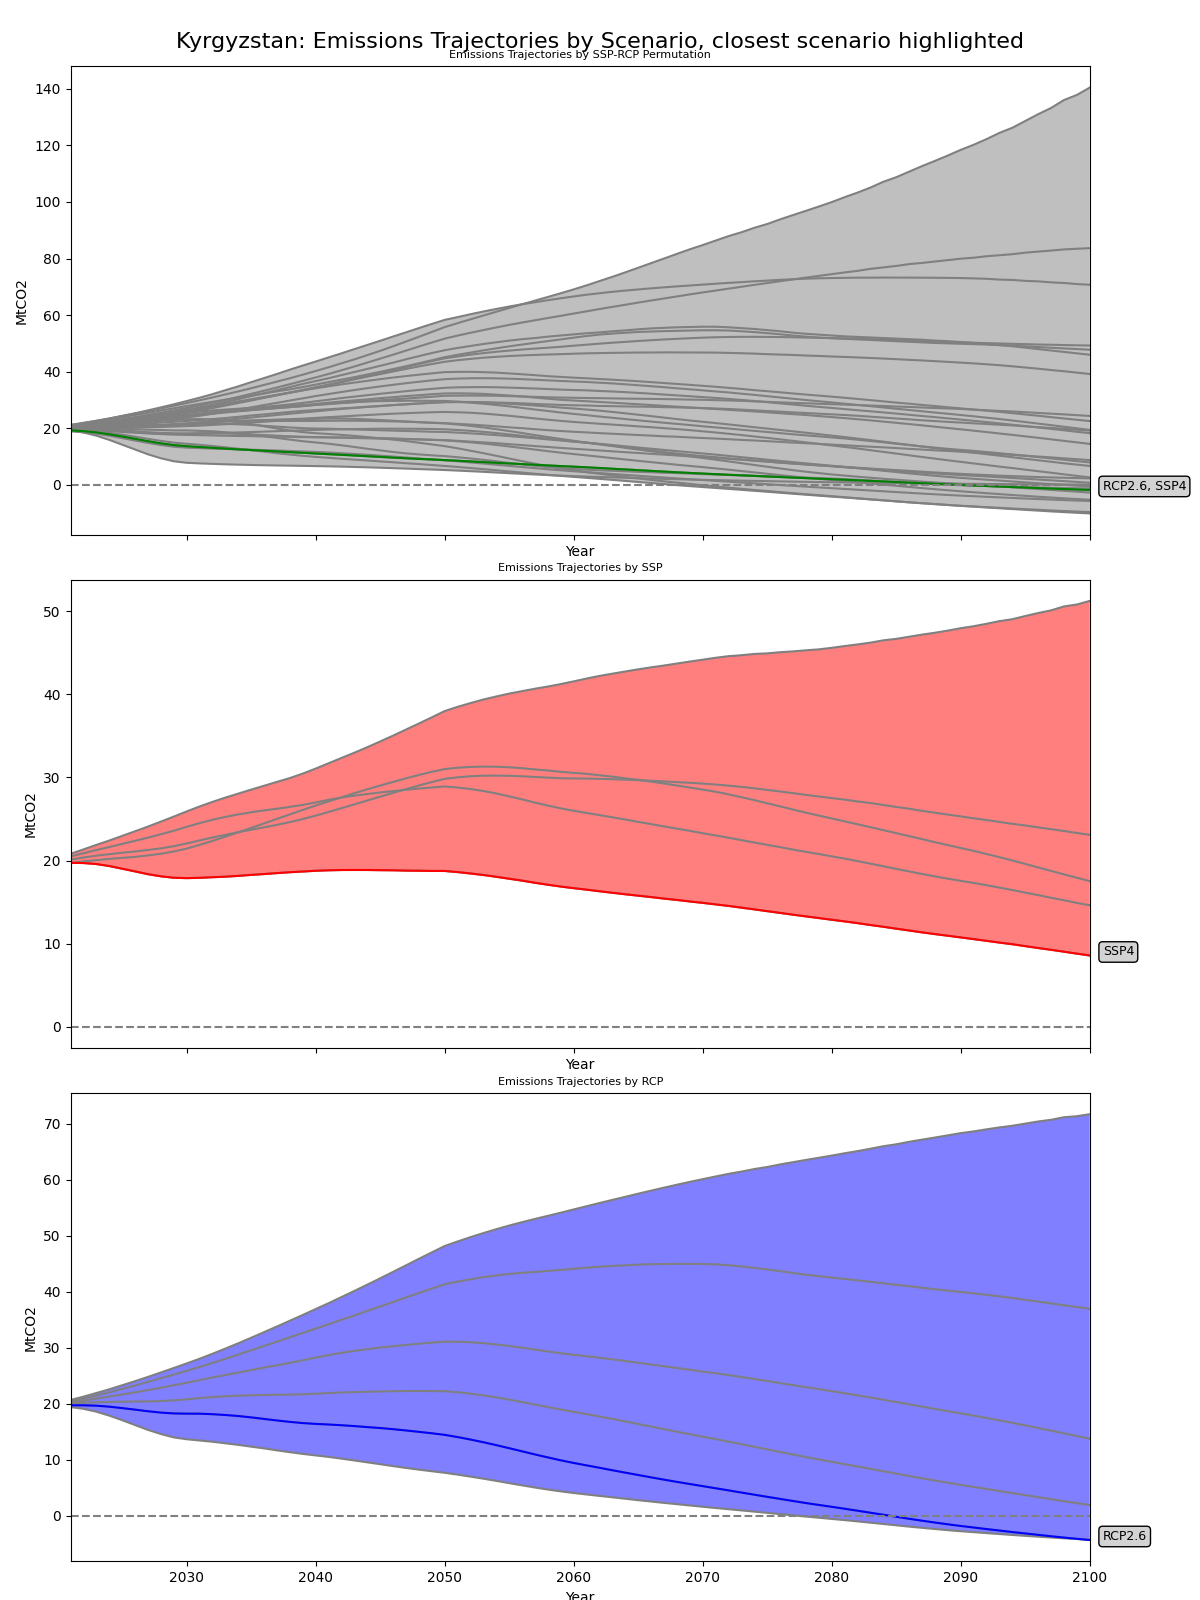 Kyrgyzstan: Emissions Trajectories by Scenario, closest scenario highlighted
Emissions Trajectories by SSP-RCP Permutation
140
120
100
80
60
40
20
0
MtCO2
RCP2.6, SSP4
Year
Emissions Trajectories by SSP
50
40
30
20
10
0
MtCO2
SSP4
Year
Emissions Trajectories by RCP
70
60
50
40
30
20
10
0
MtCO2
RCP2.6
2030 2040 2050 2060 2070 2080 2090 2100
Year